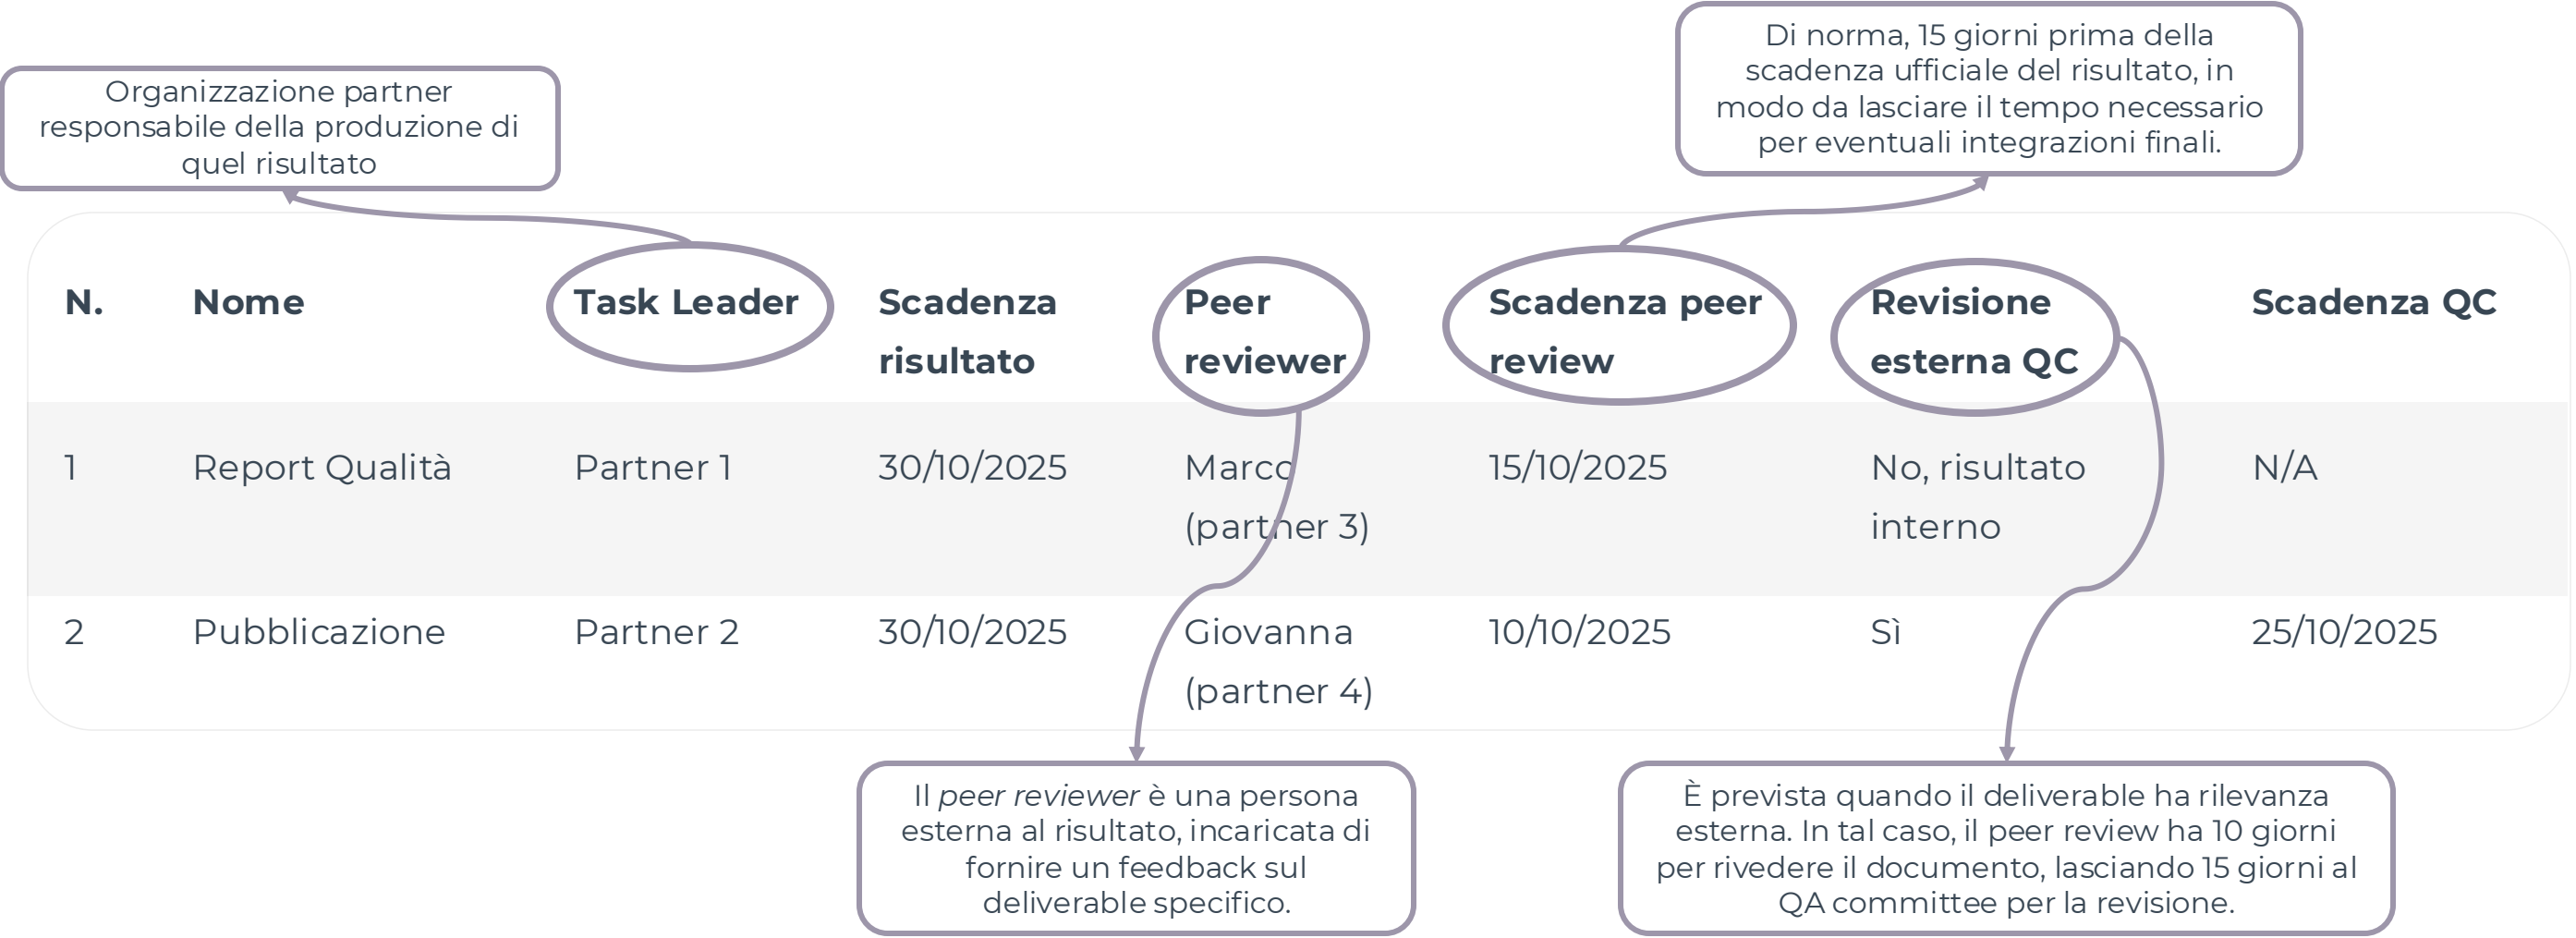 Di norma, 15 giorni prima della
scadenza ufficiale del risultato, in
modo da lasciare il tempo necessario
per eventuali integrazioni finali.
Organizzazione partner
responsabile della produzione di
quel risultato
N. Nome Task Leader Scadenza risultato Peer reviewer Scadenza peer review Revisione esterna QC Scadenza QC
1 Report Qualità Partner 1 30/10/2025 Marco (partner 3) 15/10/2025 No, risultato interno N/A
2 Pubblicazione Partner 2 30/10/2025 Giovanna (partner 4) 10/10/2025 Sì 25/10/2025
Il peer reviewer è una persona
esterna al risultato, incaricata di
fornire un feedback sul
deliverable specifico.
È prevista quando il deliverable ha rilevanza
esterna. In tal caso, il peer review ha 10 giorni
per rivedere il documento, lasciando 15 giorni al
QA committee per la revisione.